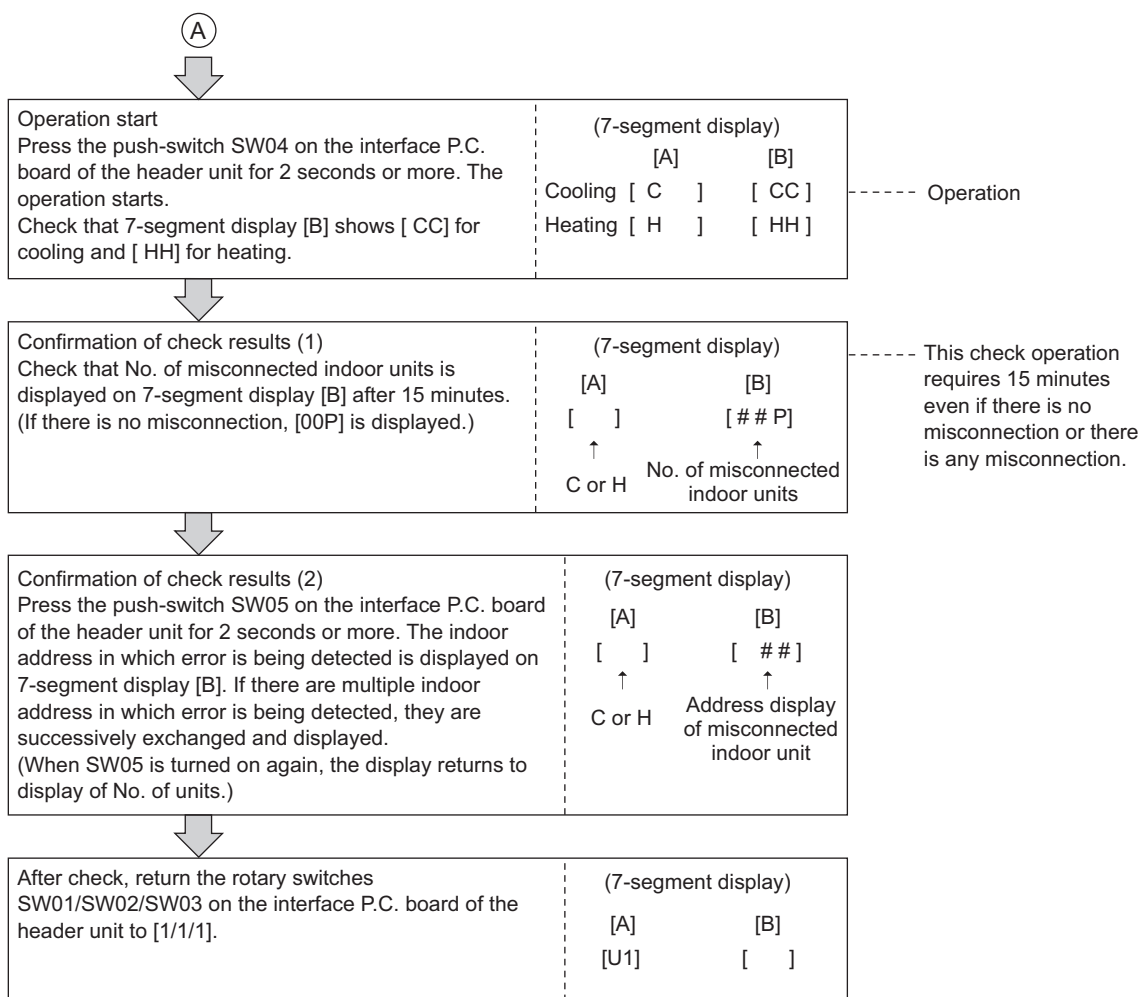 A
Operation start
Press the push-switch SW04 on the interface P.C.
board of the header unit for 2 seconds or more. The
operation starts.
Check that 7-segment display [B] shows [ CC] for
cooling and [ HH] for heating.
(7-segment display)
[A] [B]
Cooling [ C ] [ CC ]
Heating [ H ] [ HH ]
Operation
Confirmation of check results (1)
Check that No. of misconnected indoor units is
displayed on 7-segment display [B] after 15 minutes.
(If there is no misconnection, [00P] is displayed.)
(7-segment display)
[A] [B]
[ ] [ # # P]
↑ ↑
C or H No. of misconnected
indoor units
This check operation
requires 15 minutes
even if there is no
misconnection or there
is any misconnection.
Confirmation of check results (2)
Press the push-switch SW05 on the interface P.C. board
of the header unit for 2 seconds or more. The indoor
address in which error is being detected is displayed on
7-segment display [B]. If there are multiple indoor
address in which error is being detected, they are
successively exchanged and displayed.
(When SW05 is turned on again, the display returns to
display of No. of units.)
(7-segment display)
[A] [B]
[ ] [ # # ]
↑ ↑
C or H Address display
of misconnected
indoor unit
After check, return the rotary switches
SW01/SW02/SW03 on the interface P.C. board of the
header unit to [1/1/1].
(7-segment display)
[A] [B]
[U1] [ ]